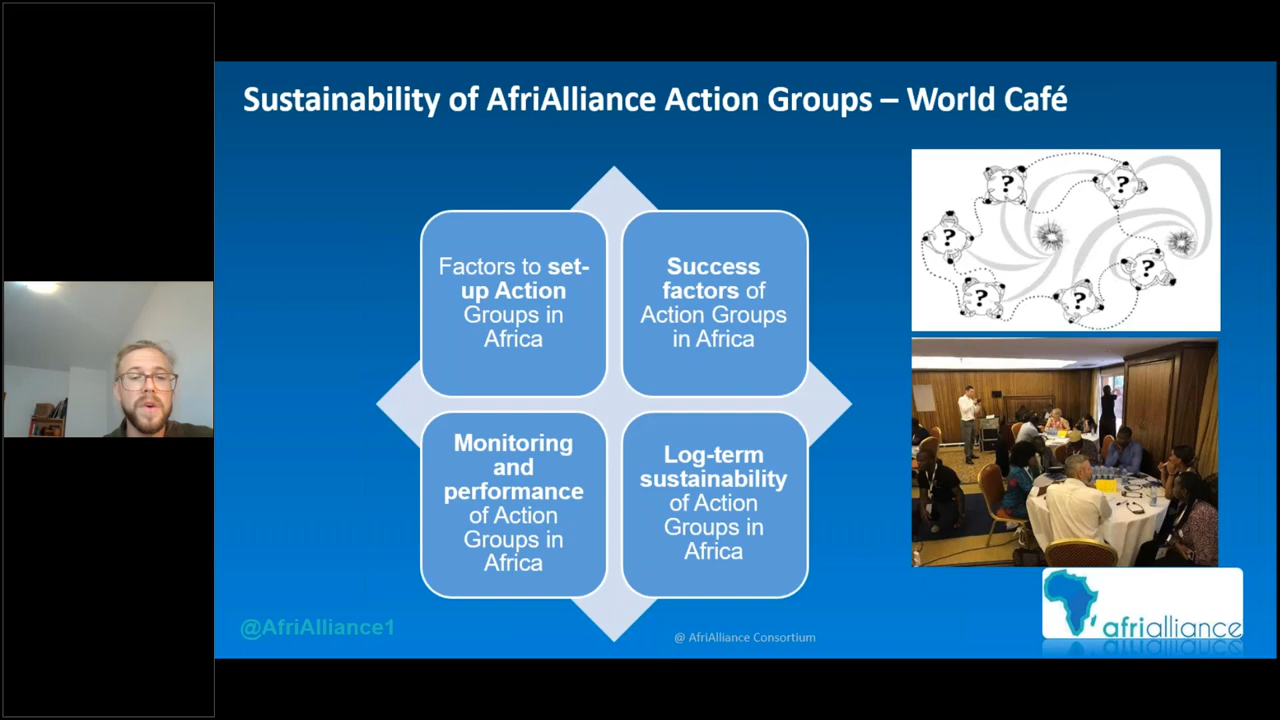 Sustainability of AfriAlliance Action Groups – World Café
Factors to set-
up Action
Groups in
Africa
Success
factors of
Action Groups
in Africa
Monitoring
and
performance
of Action
Groups in
Africa
Log-term
sustainability
of Action
Groups in
Africa
?
?
?
?
?
?
@AfriAlliance1
@ AfriAlliance Consortium
afrialliance